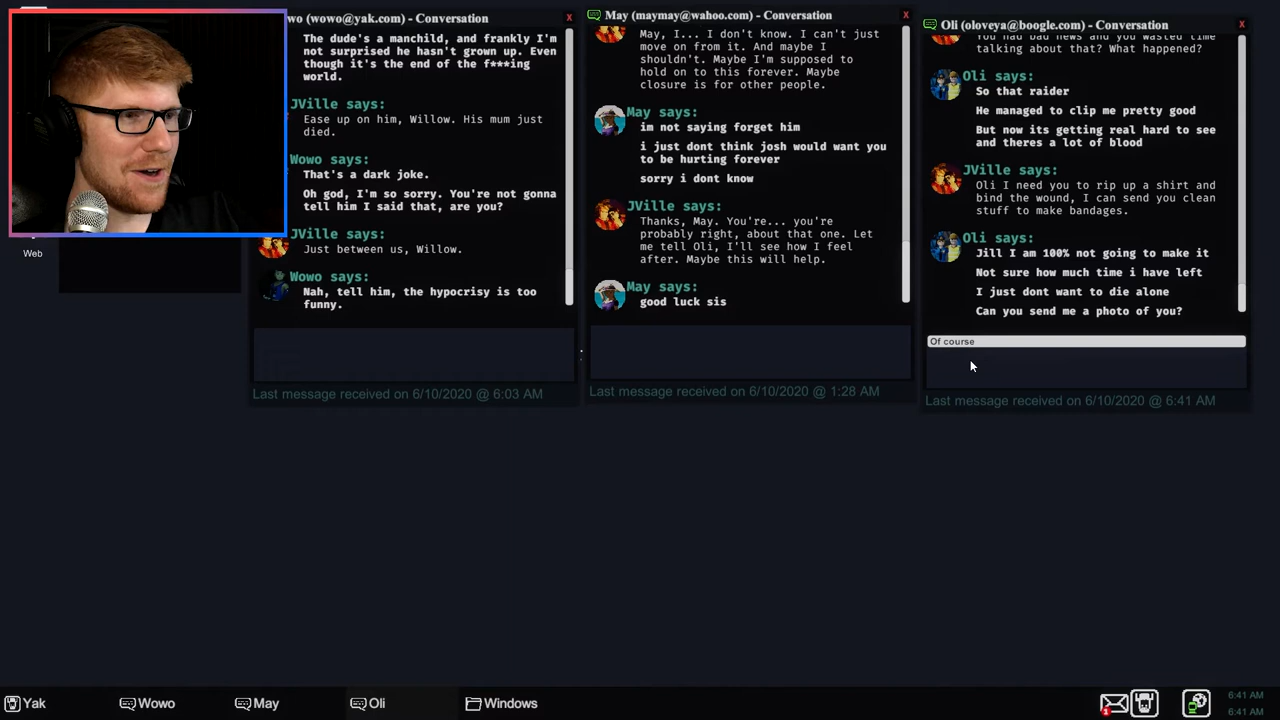 wo (wowo@yak.com) - Conversation
x
The dude's a manchild, and frankly I'm
not surprised he hasn't grown up. Even
though it's the end of the f***ing
world.
JVille says:
Ease up on him, Willow. His mum just
died.
Wowo says:
That's a dark joke.
Oh god, I'm so sorry. You're not gonna
tell him I said that, are you?
JVille says:
Just between us, Willow.
Wowo says:
Nah, tell him, the hypocrisy is too
funny.
Last message received on 6/10/2020 @ 6:03 AM
May (maymay@wahoo.com) - Conversation
x
May, I... I don't know. I can't just
move on from it. And maybe I
shouldn't. Maybe I'm supposed to
hold on to this forever. Maybe
closure is for other people.
May says:
im not saying forget him
i just dont think josh would want you
to be hurting forever
sorry i dont know
JVille says:
Thanks, May. You're... you're
probably right, about that one. Let
me tell Oli, I'll see how I feel
after. Maybe this will help.
May says:
good luck sis
Last message received on 6/10/2020 @ 1:28 AM
Oli (oloveya@boogle.com) - Conversation
x
You had bad news and you wasted time
talking about that? What happened?
Oli says:
So that raider
He managed to clip me pretty good
But now its getting real hard to see
and theres a lot of blood
JVille says:
Oli I need you to rip up a shirt and
bind the wound, I can send you clean
stuff to make bandages.
Oli says:
Jill I am 100% not going to make it
Not sure how much time i have left
I just dont want to die alone
Can you send me a photo of you?
Of course
Last message received on 6/10/2020 @ 6:41 AM
Web
Yak
Wowo
May
Oli
Windows
1
6:41 AM
6:41 AM